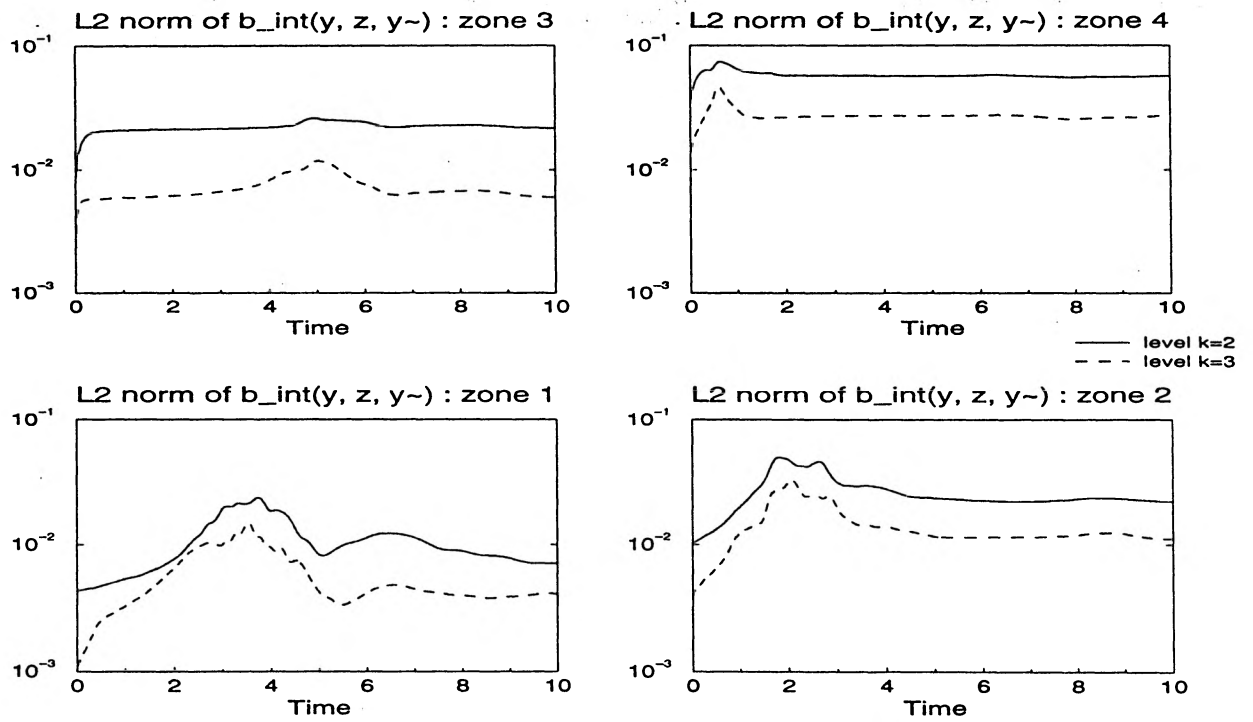 L2 norm of b_int(y, z, y~) : zone 3
10^-1
10^-2
10^-3
0 2 4 6 8 10
Time
L2 norm of b_int(y, z, y~) : zone 4
10^-1
10^-2
10^-3
0 2 4 6 8 10
Time
level k=2
level k=3
L2 norm of b_int(y, z, y~) : zone 1
10^-1
10^-2
10^-3
0 2 4 6 8 10
Time
L2 norm of b_int(y, z, y~) : zone 2
10^-1
10^-2
10^-3
0 2 4 6 8 10
Time